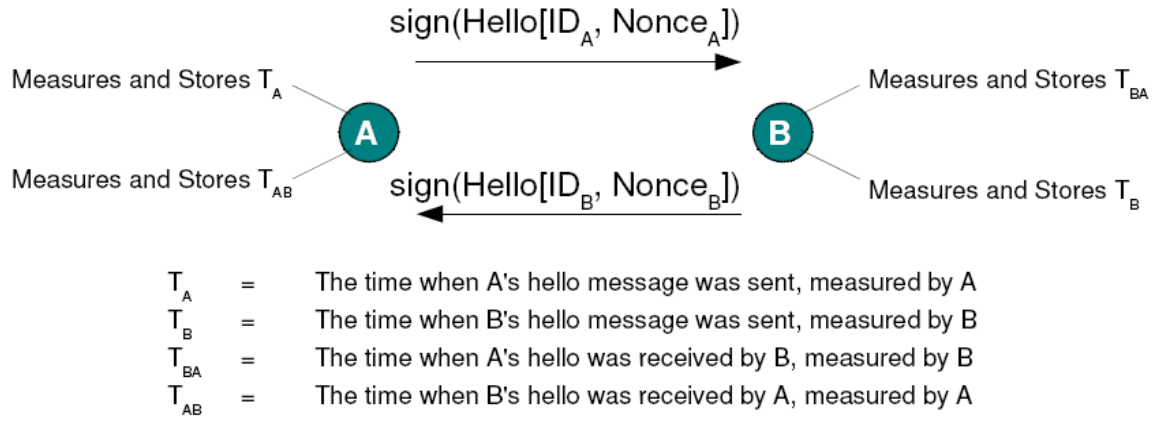 sign(Hello[ID_A, Nonce_A])
Measures and Stores T_A
Measures and Stores T_BA
A
B
Measures and Stores T_AB
sign(Hello[ID_B, Nonce_B])
Measures and Stores T_B
T_A = The time when A's hello message was sent, measured by A
T_B = The time when B's hello message was sent, measured by B
T_BA = The time when A's hello was received by B, measured by B
T_AB = The time when B's hello was received by A, measured by A